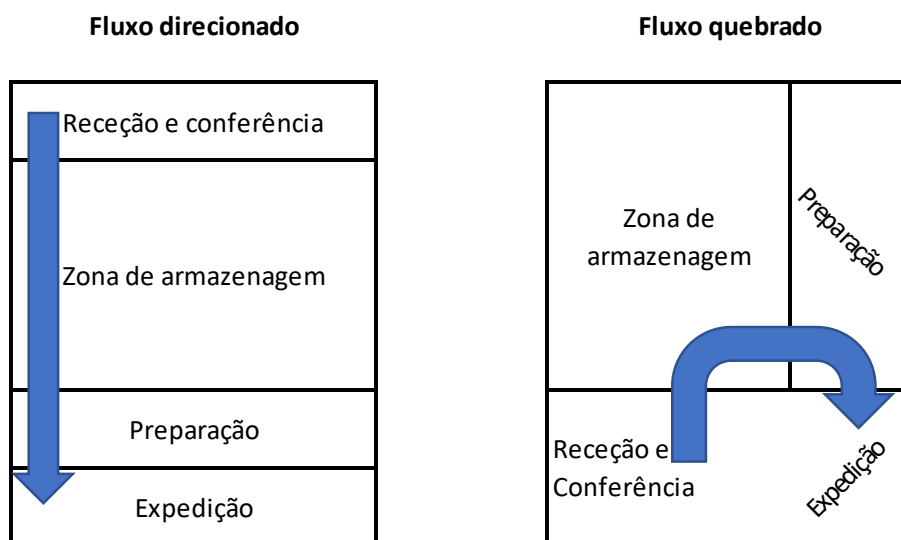 Fluxo direcionado
Receção e conferência
Zona de armazenagem
Preparação
Expedição
Fluxo quebrado
Zona de
armazenagem
Preparação
Receção e
Conferência
Expedição